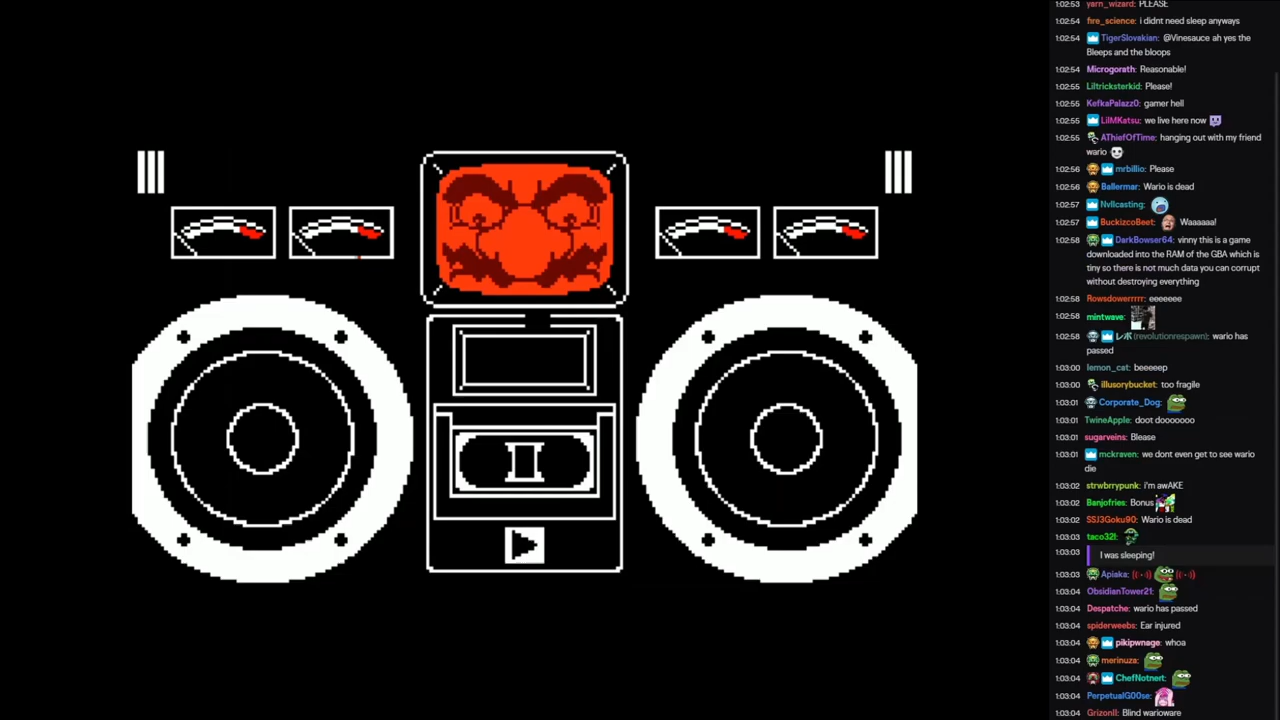 1:02:53 yarn_wizard: PLEASE
1:02:54 fire_science: i didnt need sleep anyways
1:02:54 TigerSlovakian: @Vinesauce ah yes the
Bleeps and the bloops
1:02:54 Microgorath: Reasonable!
1:02:55 Liltricksterkid: Please!
1:02:55 KefkaPalazz0: gamer hell
1:02:55 LilMKatsu: we live here now
1:02:55 AThiefOfTime: hanging out with my friend
wario
1:02:56 mrbillio: Please
1:02:56 Ballermar: Wario is dead
1:02:57 Nvllcasting:
1:02:57 BuckizcoBeet: Waaaaaa!
1:02:58 DarkBowser64: vinny this is a game
downloaded into the RAM of the GBA which is
tiny so there is not much data you can corrupt
without destroying everything
1:02:58 Rowsdowerrrrr: eeeeeee
1:02:58 mintwave:
1:02:58 レボ (revolutionrespawn): wario has
passed
1:03:00 lemon_cat: beeeeep
1:03:00 illusorybucket: too fragile
1:03:01 Corporate_Dog:
1:03:01 TwineApple: doot dooooooo
1:03:01 sugarveins: Blease
1:03:01 mckraven: we dont even get to see wario
die
1:03:02 strwbrrypunk: i'm awAKE
1:03:02 Banjofries: Bonus
1:03:02 SSJ3Goku90: Wario is dead
1:03:03 taco32l:
1:03:03 I was sleeping!
1:03:03 Apiaka:
1:03:04 ObsidianTower21:
1:03:04 Despatche: wario has passed
1:03:04 spiderweebs: Ear injured
1:03:04 pikipwnage: whoa
1:03:04 merinuza:
1:03:04 ChefNotnert:
1:03:04 PerpetualG00se:
1:03:04 Grizonll: Blind warioware